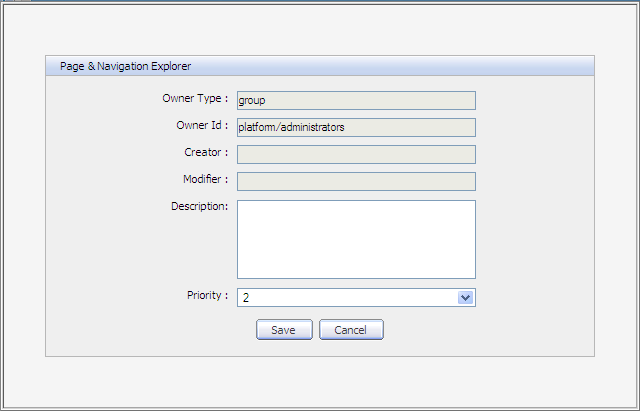 Page & Navigation Explorer
Owner Type : group
Owner Id : platform/administrators
Creator :
Modifier :
Description:
Priority : 2
Save Cancel